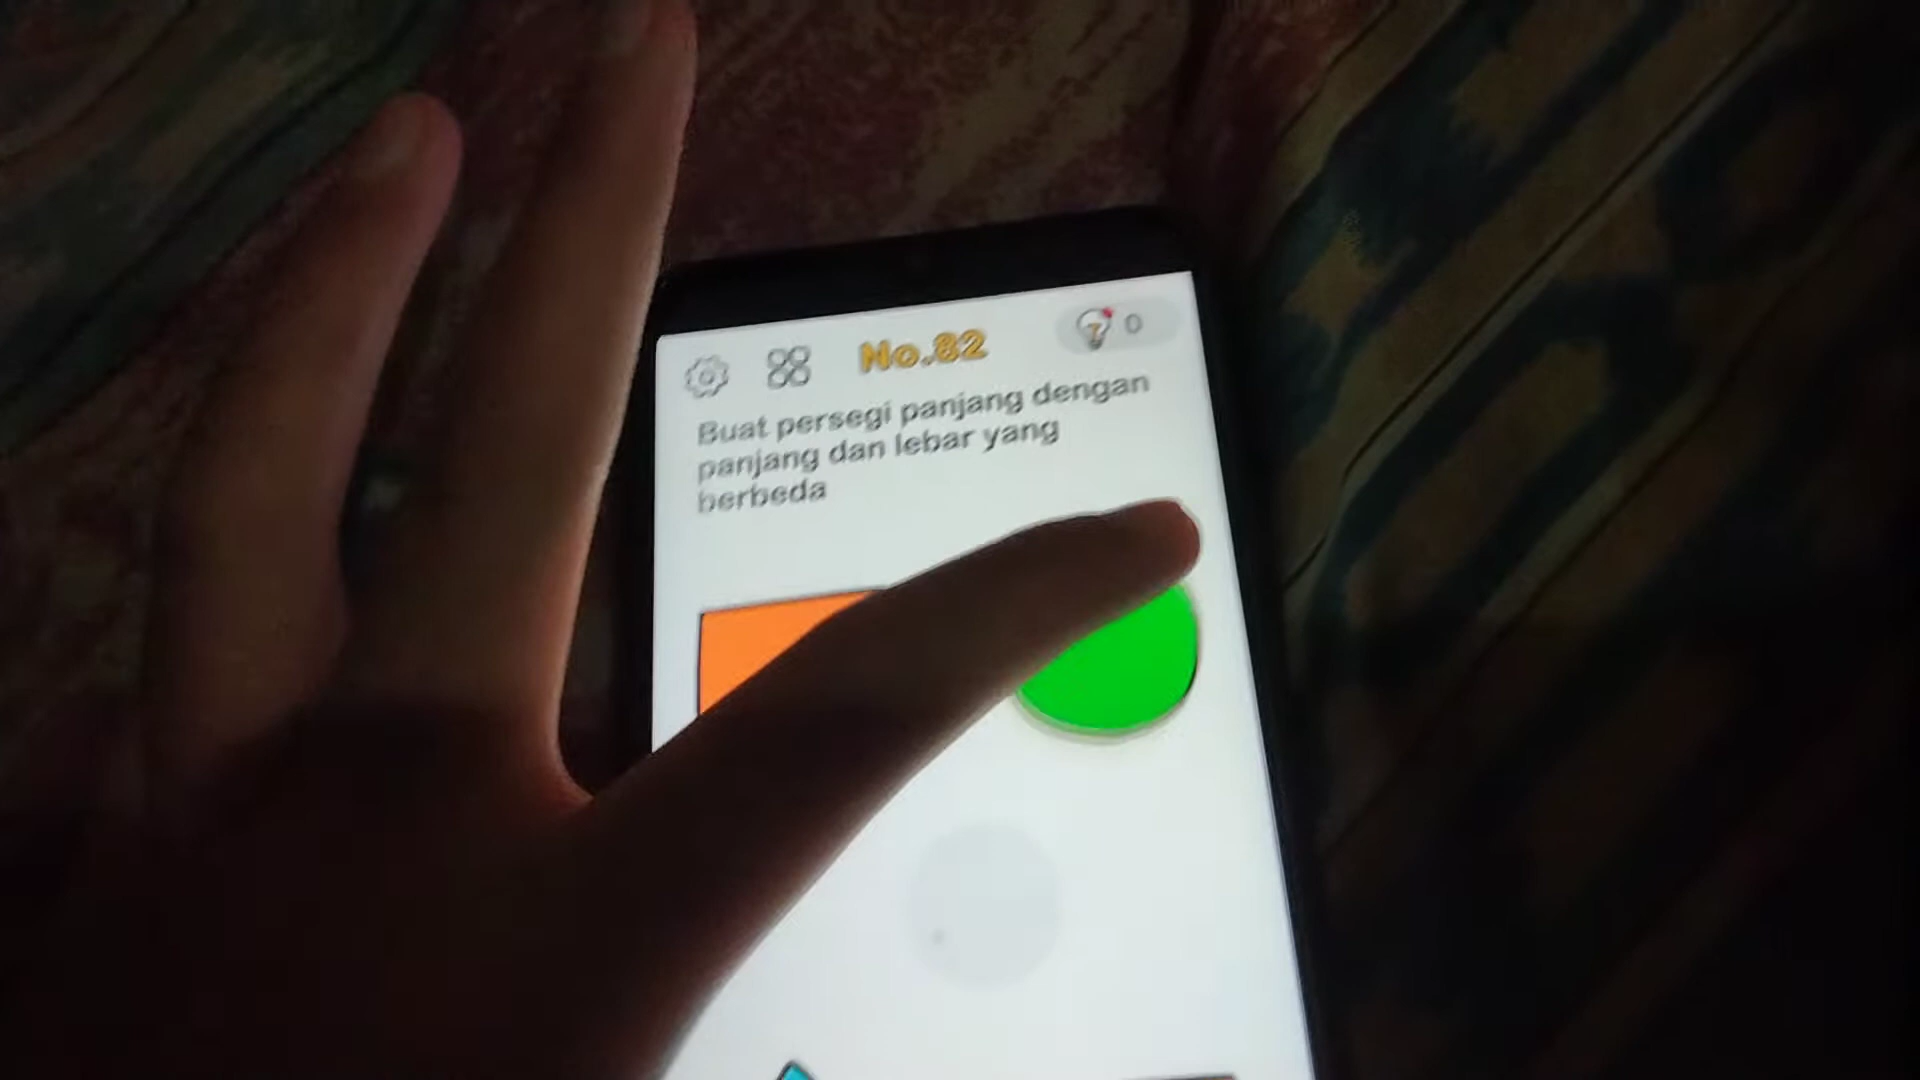 No.82
0
Buat persegi panjang dengan
panjang dan lebar yang
berbeda